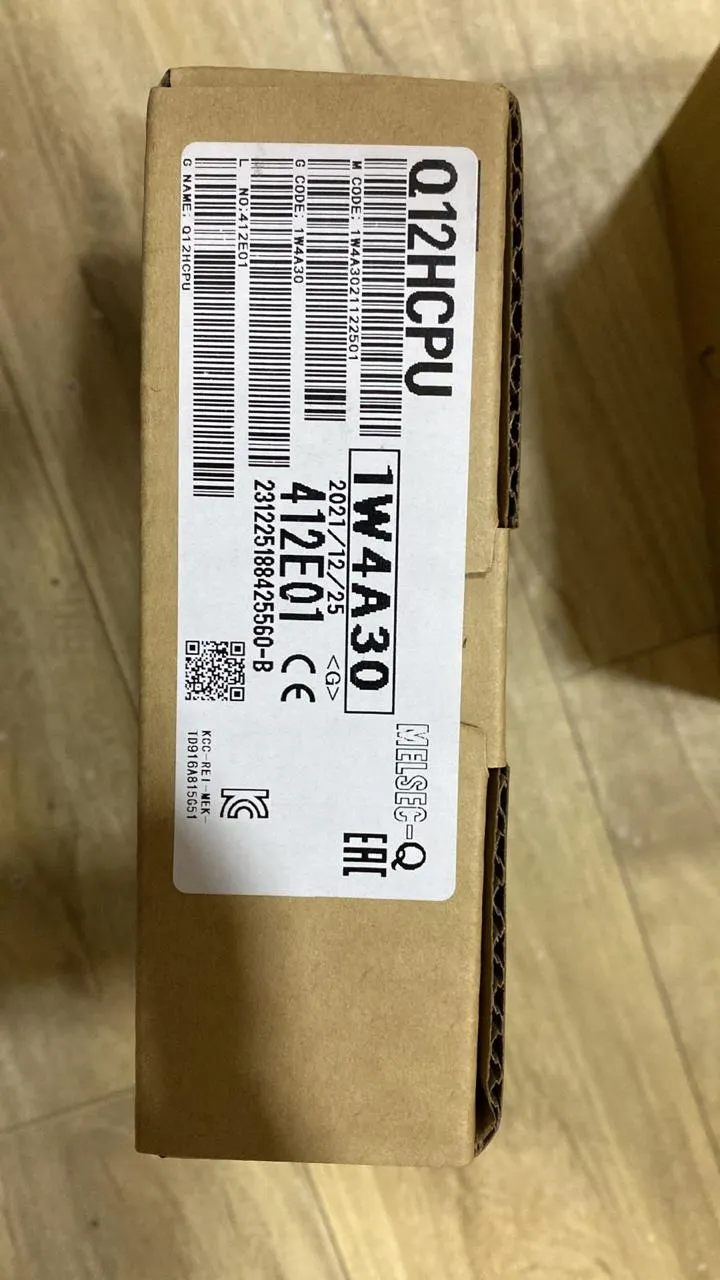 Q12HCPU
M CODE: 1W4A3021122501
G CODE: 1W4A30
L NO:412E01
G NAME: Q12HCPU
1W4A30
2021/12/25 <G>
412E01 CE
231225188425560-B
MELSEC-Q
EAC
KCC-REI-MEK-
TD916A815G51